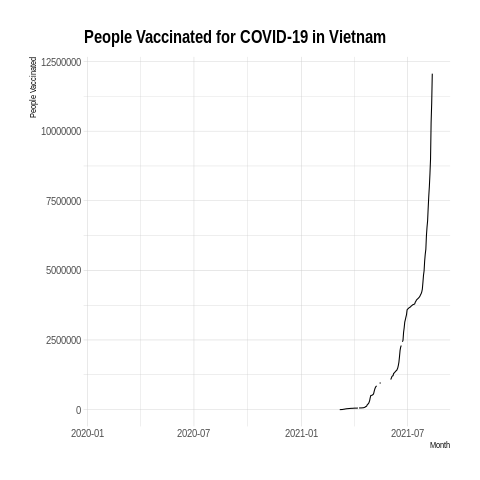 People Vaccinated for COVID-19 in Vietnam
People Vaccinated
12500000
10000000
7500000
5000000
2500000
0
2020-01 2020-07 2021-01 2021-07
Month